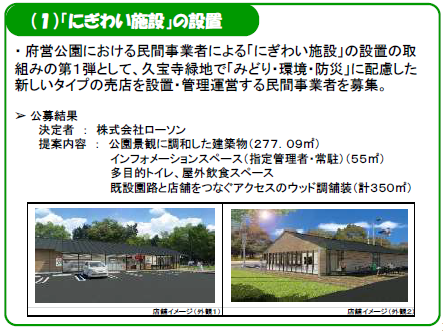 （１）「にぎわい施設」の設置
・ 府営公園における民間事業者による「にぎわい施設」の設置の取
組みの第１弾として、久宝寺緑地で「みどり・環境・防災」に配慮した
新しいタイプの売店を設置・管理運営する民間事業者を募集。
➢ 公募結果
決定者 ： 株式会社ローソン
提案内容 ： 公園景観に調和した建築物（２７７．０９㎡）
インフォメーションスペース（指定管理者・常駐）（５５㎡）
多目的トイレ、屋外飲食スペース
既設園路と店舗をつなぐアクセスのウッド調舗装（計３５０㎡）
店舗イメージ（外観１）
店舗イメージ（外観２）